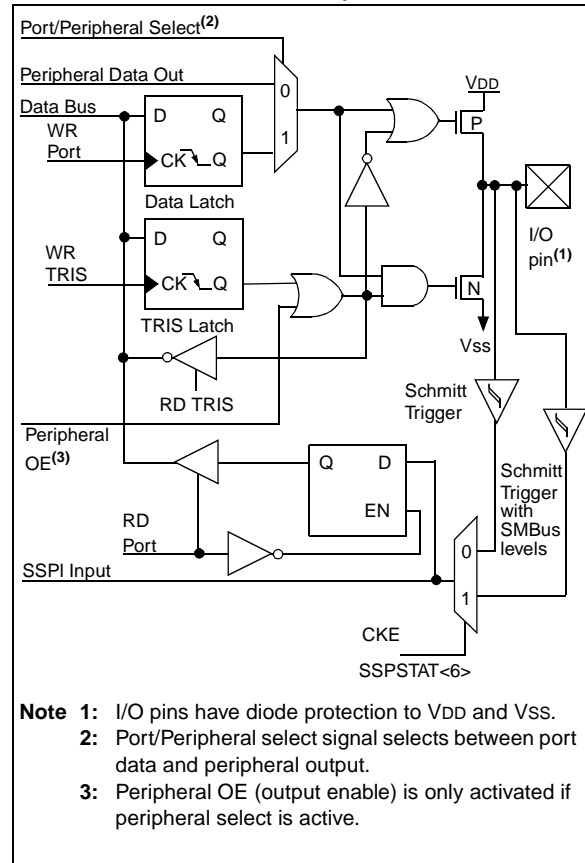 Port/Peripheral Select(2)
Peripheral Data Out
Data Bus
WR
Port
D Q
CK Q
Data Latch
0
1
VDD
P
I/O
pin(1)
WR
TRIS
D Q
CK Q
TRIS Latch
N
Vss
RD TRIS
Schmitt
Trigger
Peripheral
OE(3)
Q D
EN
Schmitt
Trigger
with
SMBus
levels
RD
Port
SSPI Input
0
1
CKE
SSPSTAT<6>
Note 1: I/O pins have diode protection to VDD and VSS.
2: Port/Peripheral select signal selects between port
data and peripheral output.
3: Peripheral OE (output enable) is only activated if
peripheral select is active.